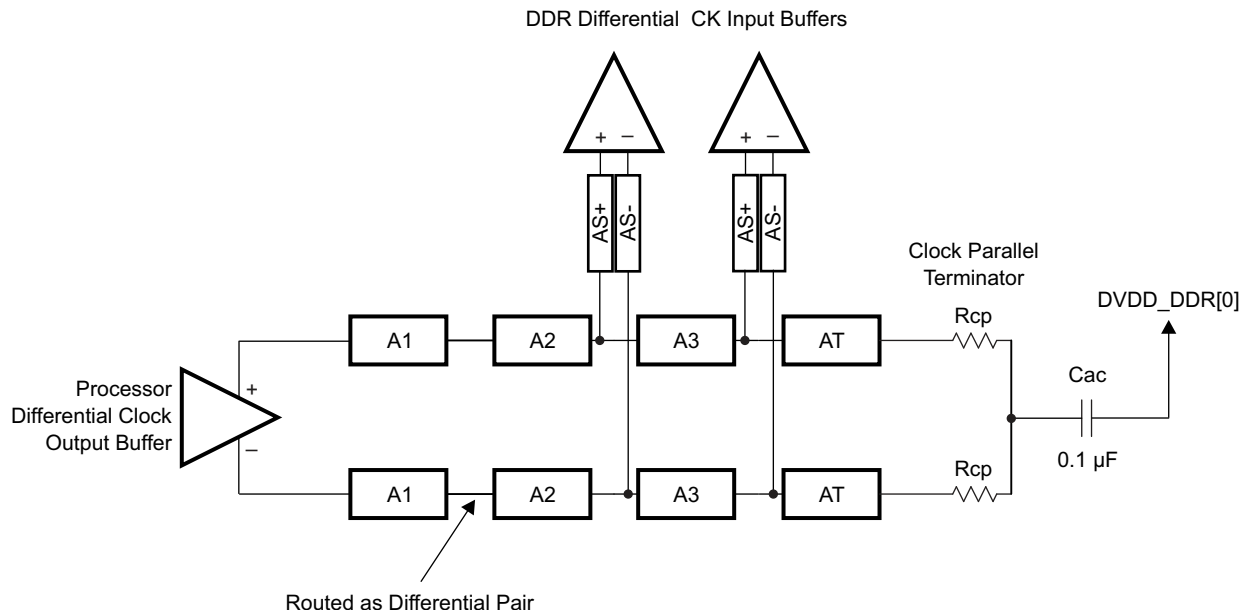 DDR Differential CK Input Buffers
+ − + −
AS+ AS- AS+ AS-
Clock Parallel
Terminator
DVDD_DDR[0]
Rcp
A1 A2 A3 AT
Cac
Processor
Differential Clock
Output Buffer
+
−
0.1 µF
Rcp
A1 A2 A3 AT
Routed as Differential Pair